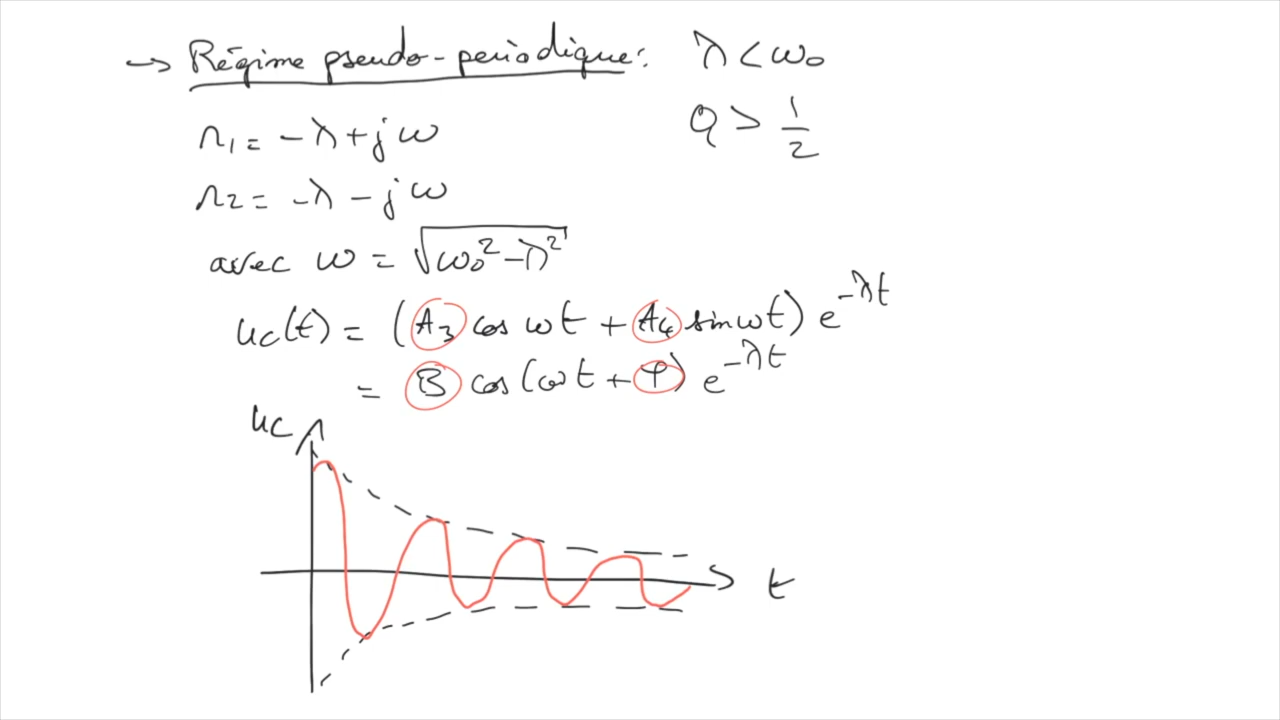 → Régime pseudo-periodique: λ < ω₀
Q > 1/2
r₁ = -λ + jω
r₂ = -λ - jω
avec ω = √(ω₀² - λ²)
uc(t) = (A₃ cos ωt + A₄ sin ωt) e^(-λt)
= B cos(ωt + φ) e^(-λt)
uc
t